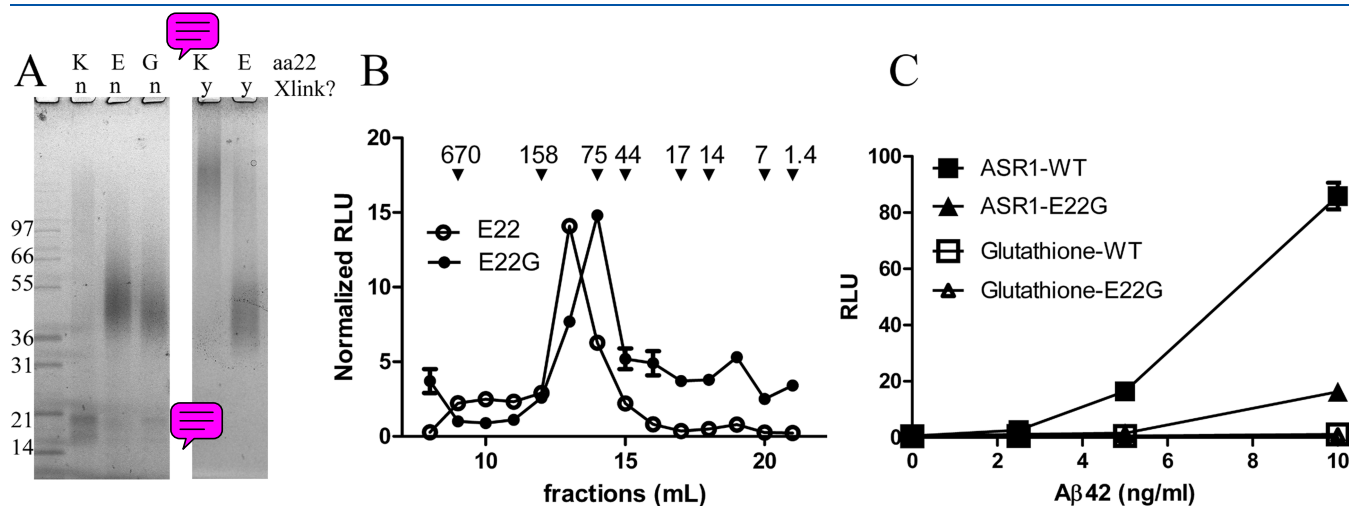 A
K E G K E aa22
n n n y y Xlink?
97
66
55
36
31
21
14
B
20
15
10
5
0
Normalized RLU
670 158 75 44 17 14 7 1.4
E22
E22G
10 15 20
fractions (mL)
C
100
80
60
40
20
0
RLU
ASR1-WT
ASR1-E22G
Glutathione-WT
Glutathione-E22G
0 2 4 6 8 10
Aβ42 (ng/ml)